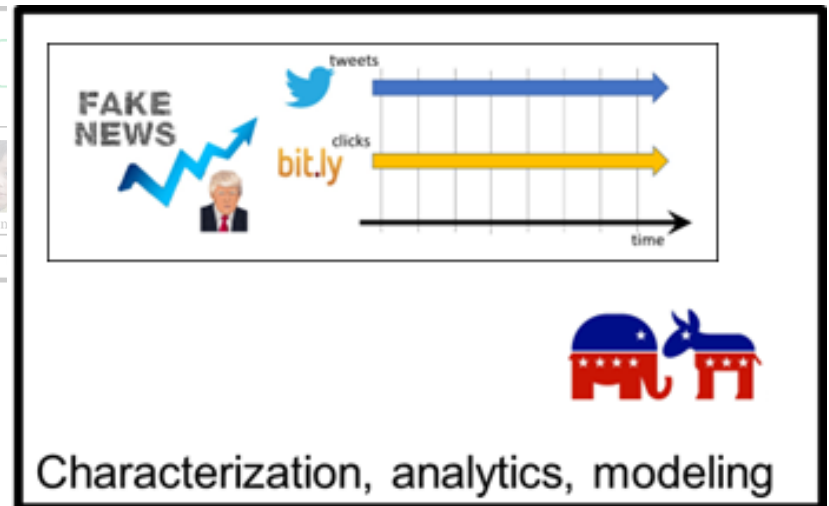 tweets
FAKE
NEWS
clicks
bit.ly
time
Characterization, analytics, modeling